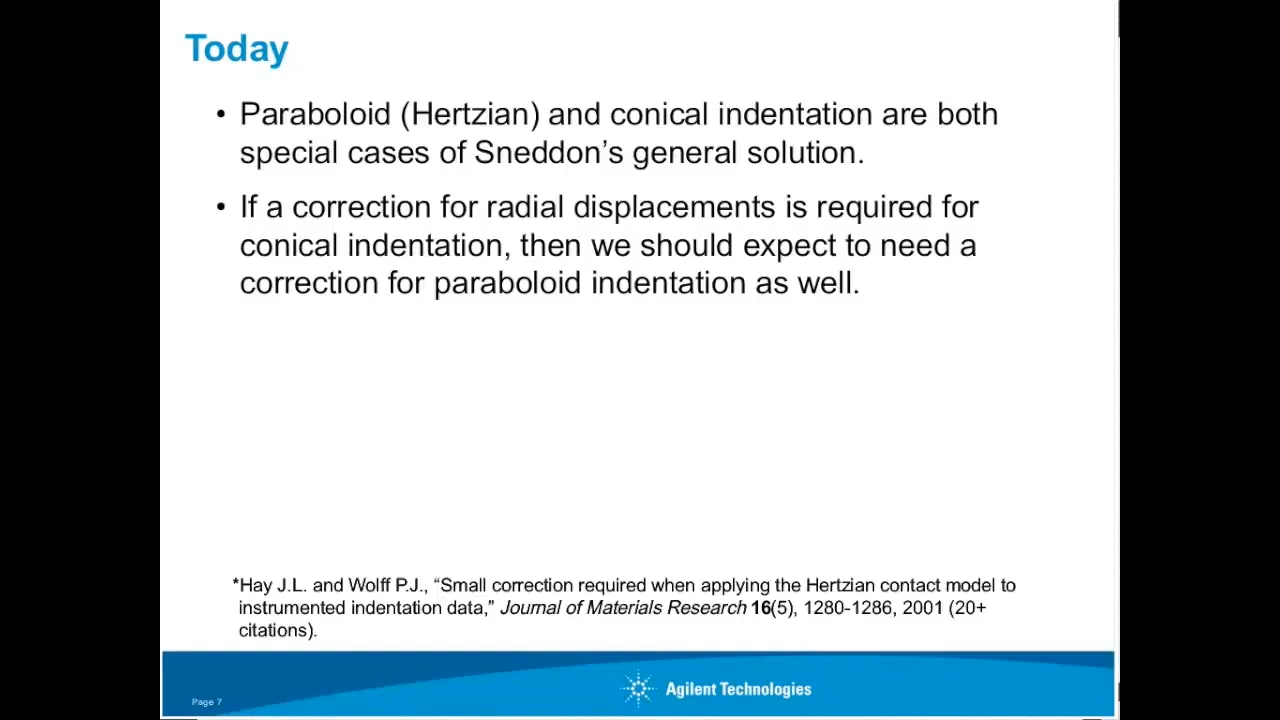 Today
• Paraboloid (Hertzian) and conical indentation are both
special cases of Sneddon’s general solution.
• If a correction for radial displacements is required for
conical indentation, then we should expect to need a
correction for paraboloid indentation as well.
*Hay J.L. and Wolff P.J., “Small correction required when applying the Hertzian contact model to
instrumented indentation data,” Journal of Materials Research 16(5), 1280-1286, 2001 (20+
citations).
Page 7
Agilent Technologies